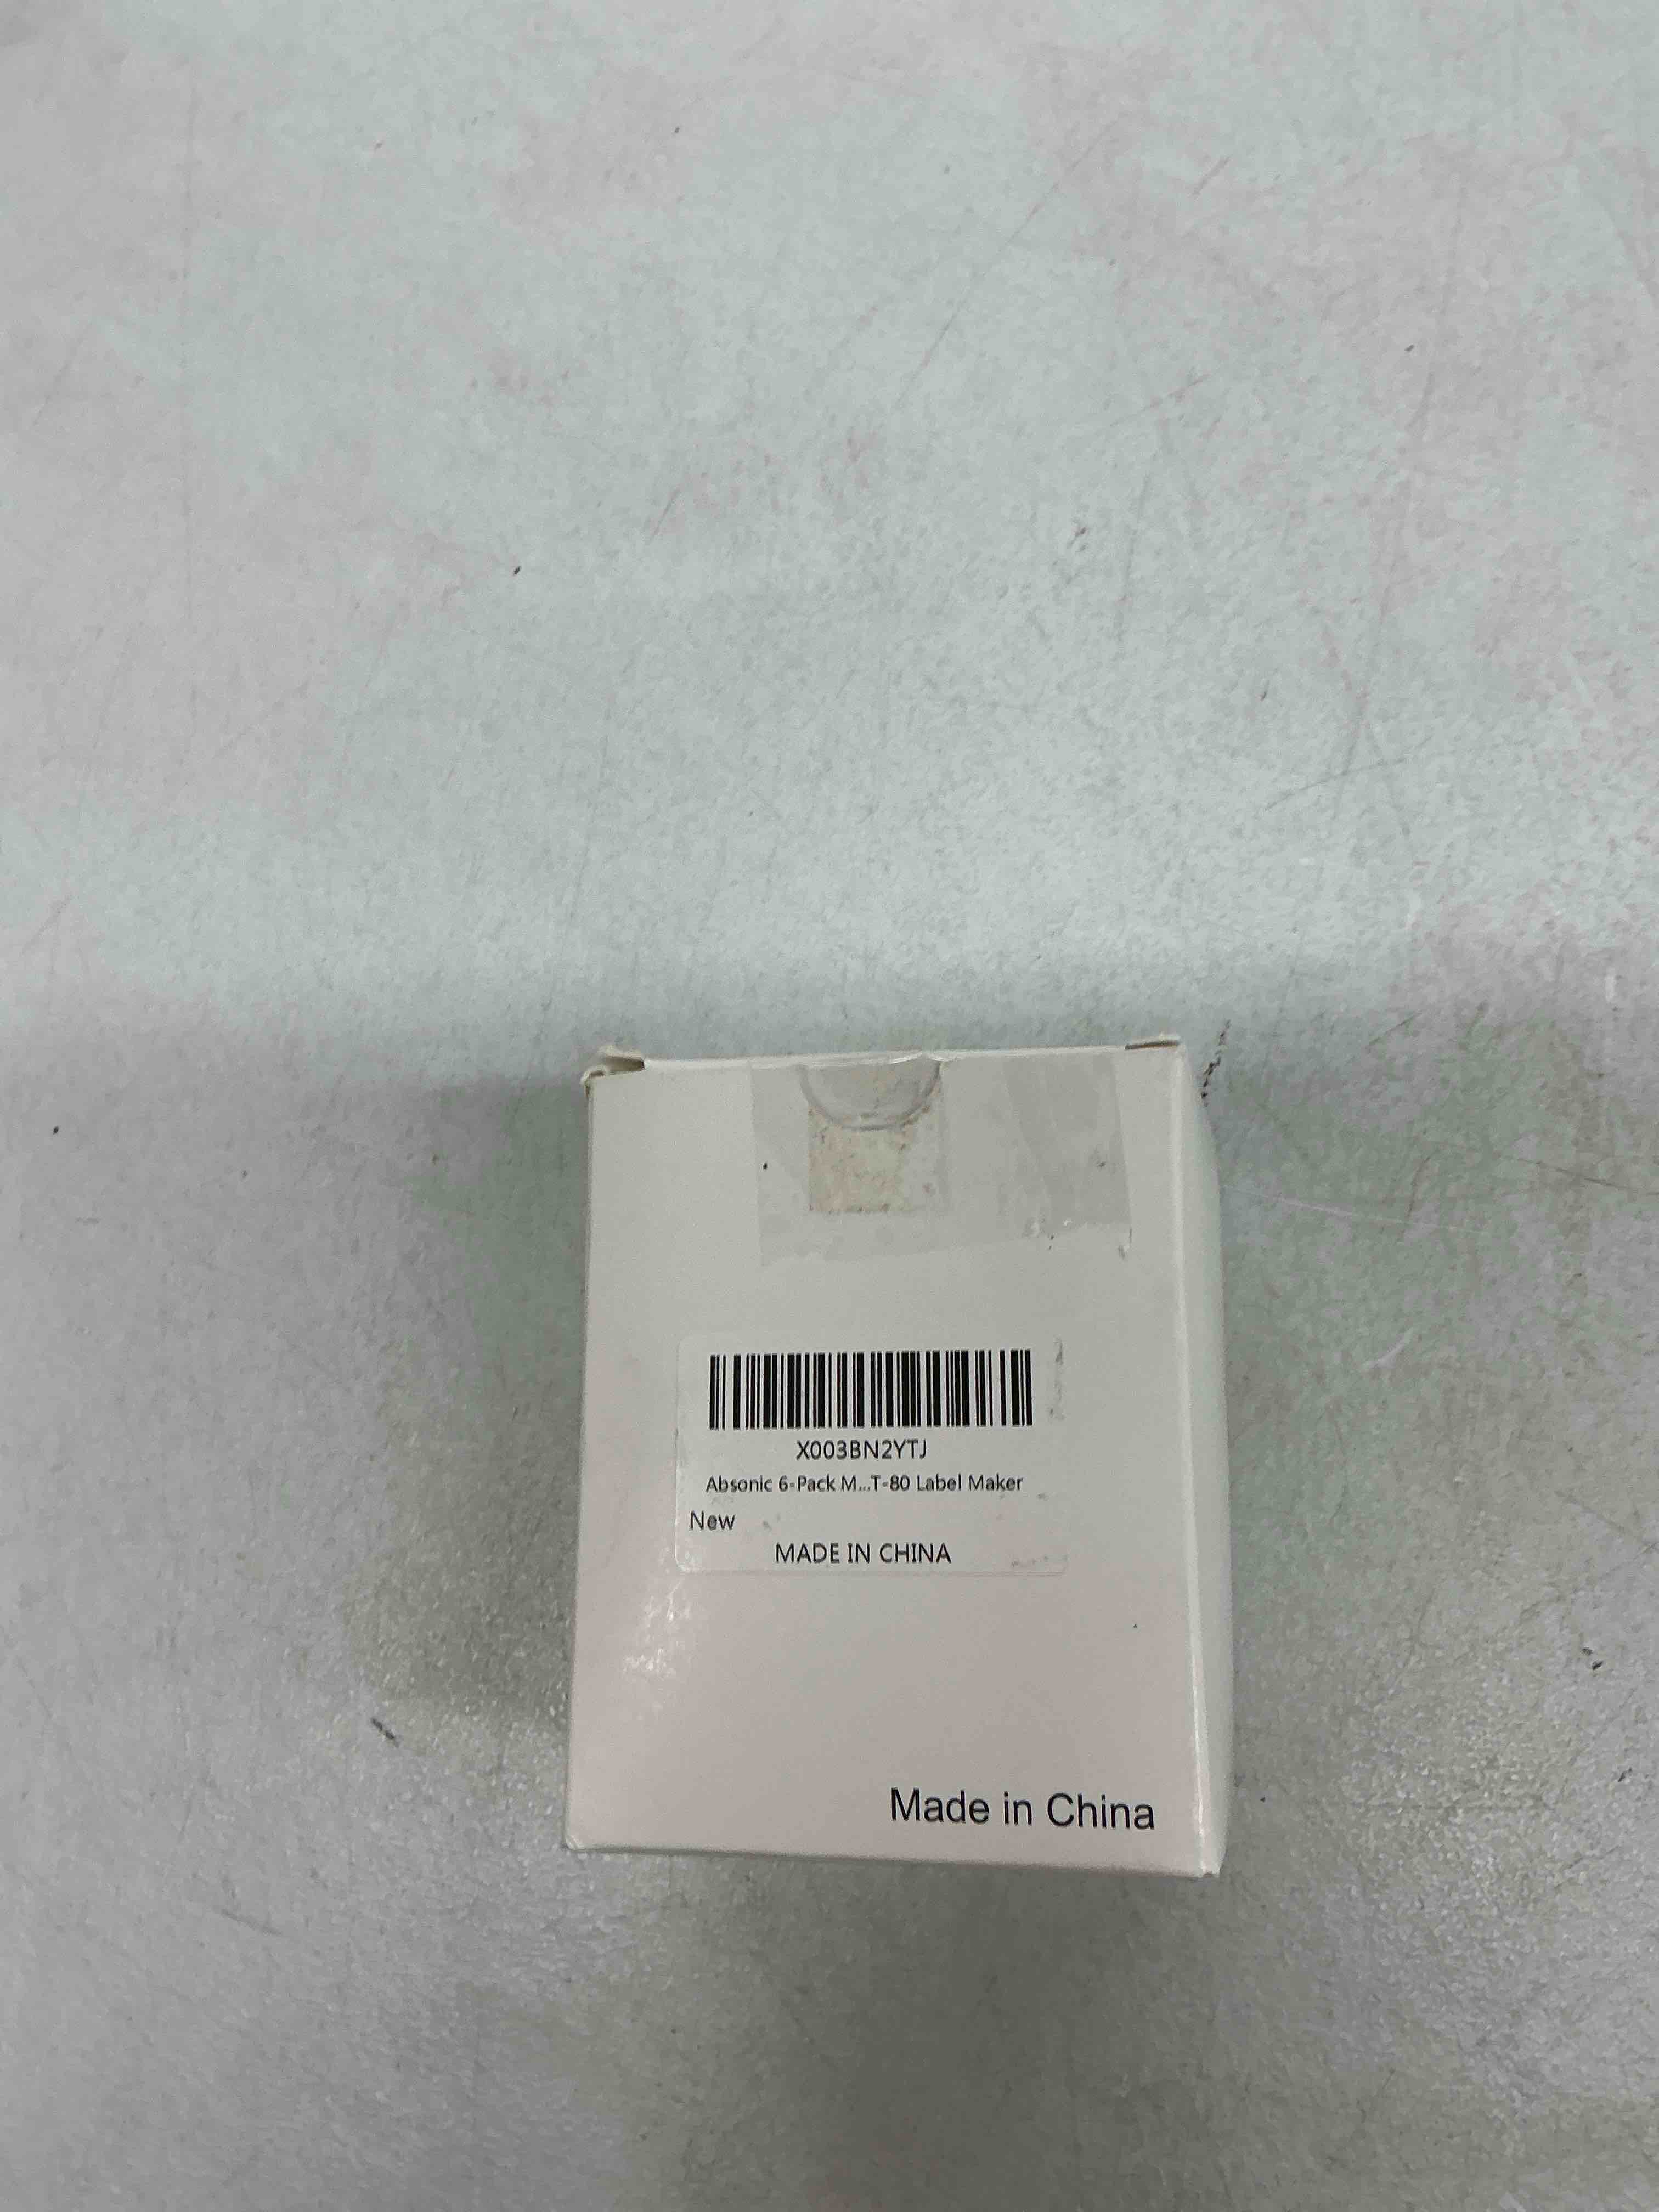 X003BN2YTJ
Absonic 6-Pack M...T-80 Label Maker
New
MADE IN CHINA
Made in China